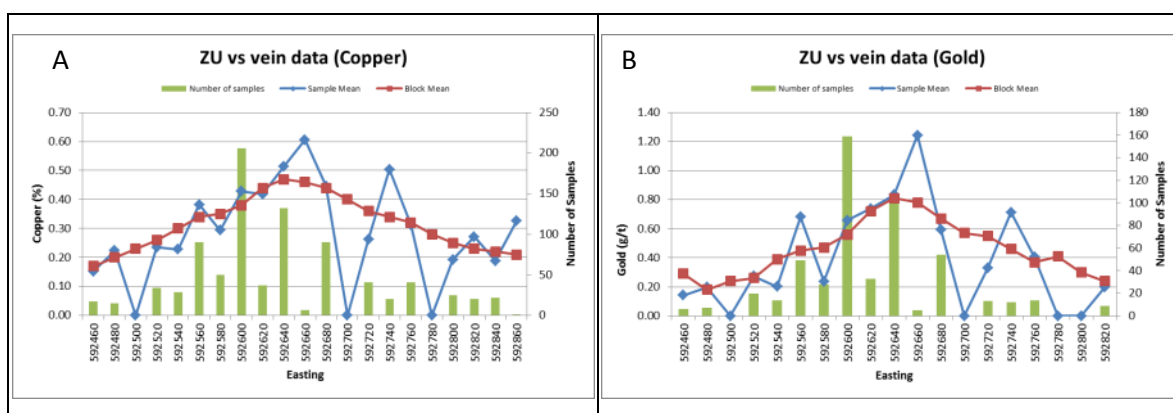 A
ZU vs vein data (Copper)
Number of samples Sample Mean Block Mean
0.70
0.60
0.50
0.40
0.30
0.20
0.10
0.00
Copper (%)
250
200
150
100
50
0
Number of Samples
592460 592480 592500 592520 592540 592560 592580 592600 592620 592640 592660 592680 592700 592720 592740 592760 592780 592800 592820 592840 592860
Easting
B
ZU vs vein data (Gold)
Number of samples Sample Mean Block Mean
1.40
1.20
1.00
0.80
0.60
0.40
0.20
0.00
Gold (g/t)
180
160
140
120
100
80
60
40
20
0
Number of Samples
592460 592480 592500 592520 592540 592560 592580 592600 592620 592640 592660 592680 592700 592720 592740 592760 592780 592800 592820
Easting